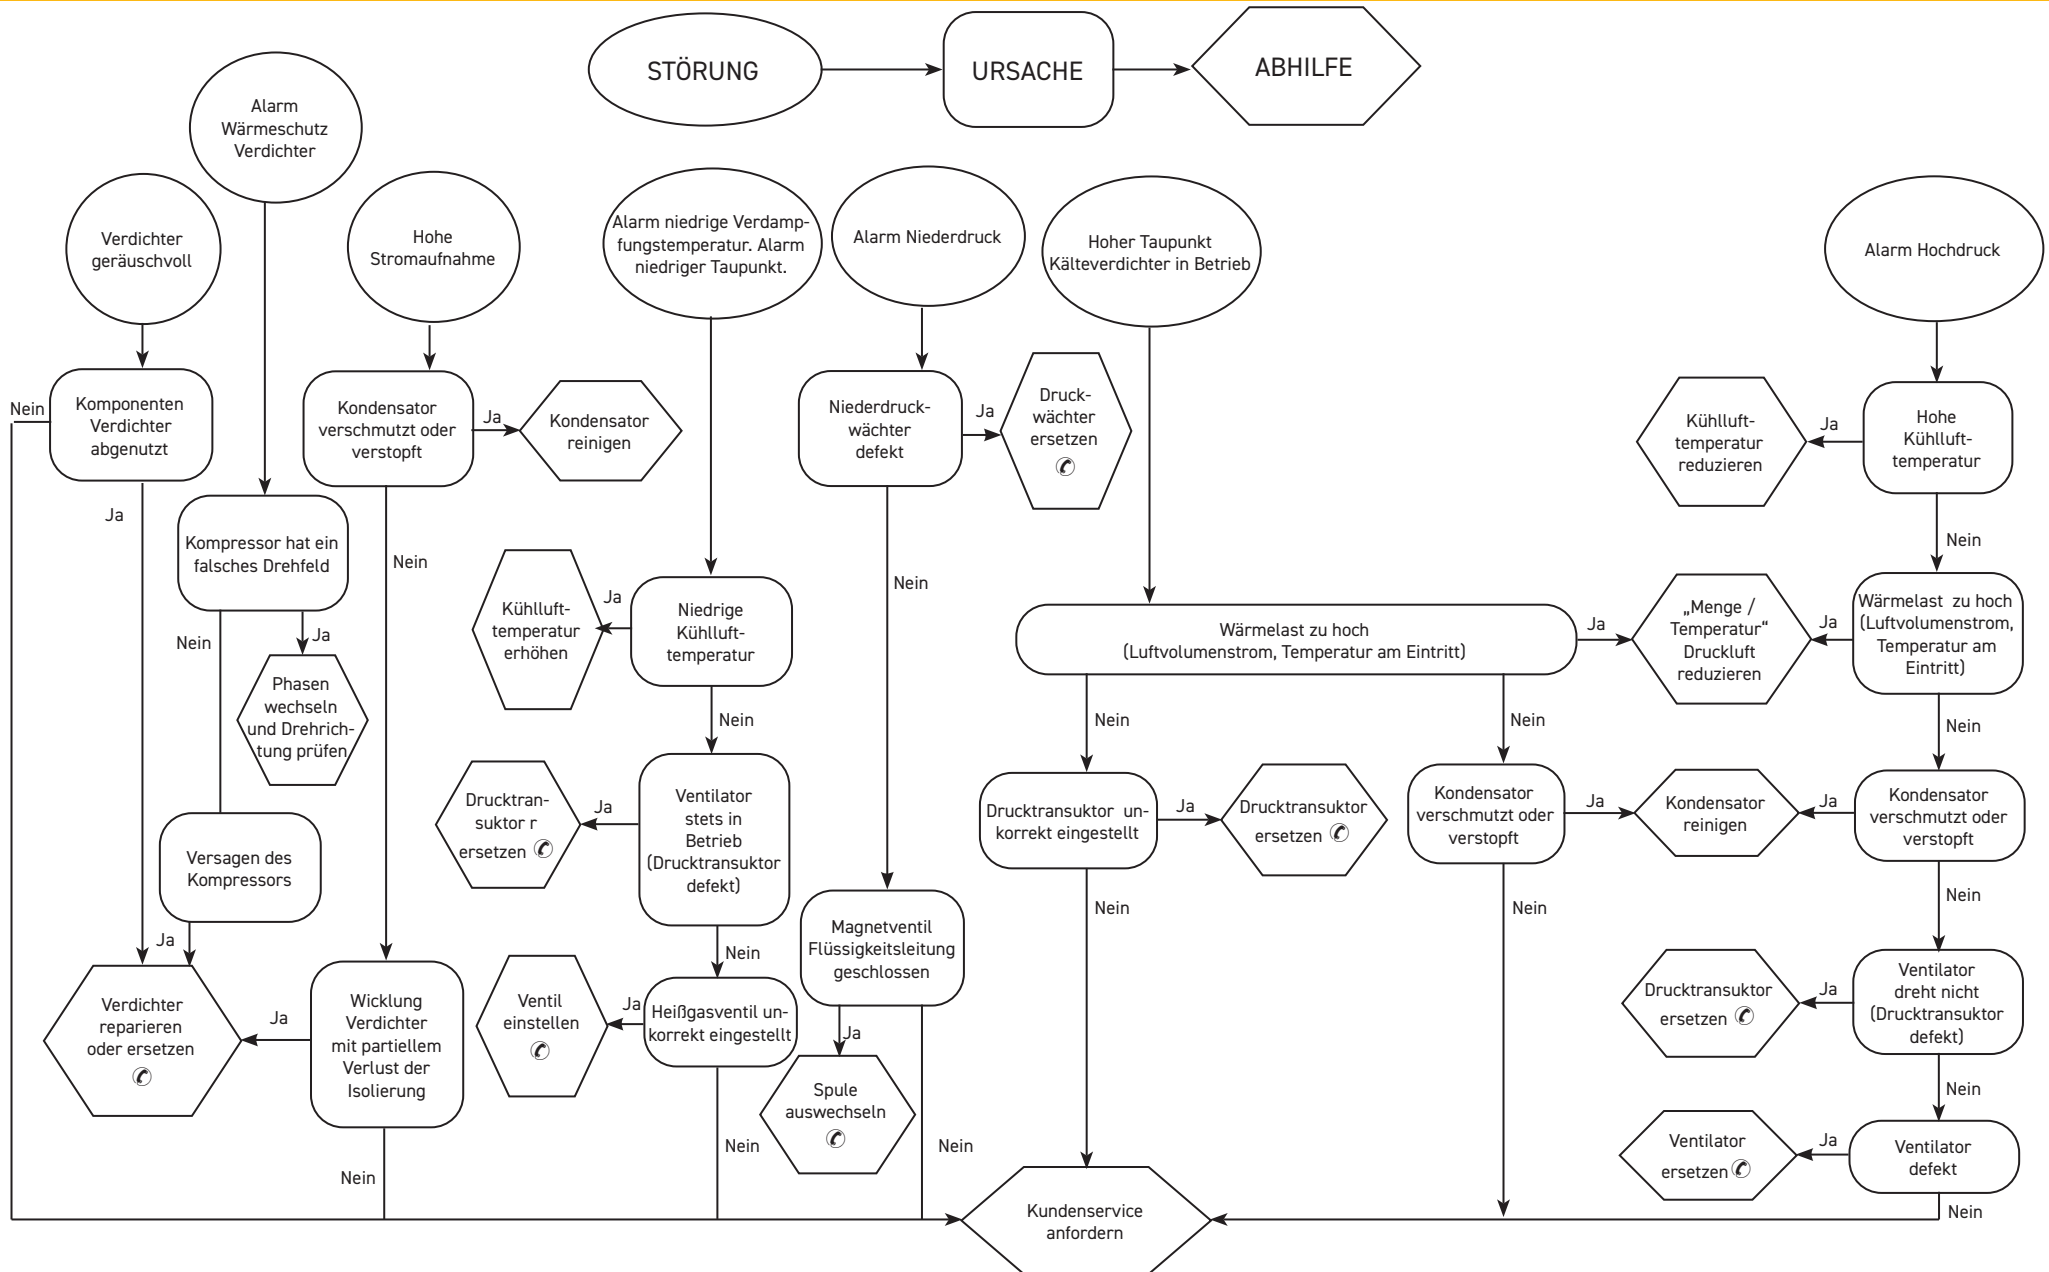 STÖRUNG
URSACHE
ABHILFE
Alarm
Wärmeschutz
Verdichter
Verdichter
geräuschvoll
Hohe
Stromaufnahme
Alarm niedrige Verdamp-
fungstemperatur. Alarm
niedriger Taupunkt.
Alarm Niederdruck
Hoher Taupunkt
Kälteverdichter in Betrieb
Alarm Hochdruck
Nein
Komponenten
Verdichter
abgenutzt
Ja
Kondensator
verschmutzt oder
verstopft
Ja
Kondensator
reinigen
Niederdruck-
wächter
defekt
Ja
Druck-
wächter
ersetzen
✆
Kühlluft-
temperatur
reduzieren
Ja
Hohe
Kühlluft-
temperatur
Nein
Kompressor hat ein
falsches Drehfeld
Nein
Ja
Phasen
wechseln
und Drehrich-
tung prüfen
Nein
Kühlluft-
temperatur
erhöhen
Ja
Niedrige
Kühlluft-
temperatur
Nein
Nein
Wärmelast zu hoch
(Luftvolumenstrom, Temperatur am Eintritt)
Ja
„Menge /
Temperatur“
Druckluft
reduzieren
Ja
Wärmelast  zu hoch
(Luftvolumenstrom,
Temperatur am
Eintritt)
Nein
Nein
Nein
Versagen des
Kompressors
Ja
Drucktran-
suktor r
ersetzen ✆
Ja
Ventilator
stets in
Betrieb
(Drucktransuktor
defekt)
Nein
Drucktransuktor  un-
korrekt eingestellt
Ja
Drucktransuktor
ersetzen ✆
Kondensator
verschmutzt oder
verstopft
Ja
Kondensator
reinigen
Ja
Kondensator
verschmutzt oder
verstopft
Nein
Nein
Nein
Verdichter
reparieren
oder ersetzen
✆
Ja
Wicklung
Verdichter
mit partiellem
Verlust der
Isolierung
Nein
Ventil
einstellen
✆
Ja
Heißgasventil un-
korrekt eingestellt
Nein
Magnetventil
Flüssigkeitsleitung
geschlossen
Ja
Spule
auswechseln
✆
Nein
Drucktransuktor
ersetzen ✆
Ja
Ventilator
dreht nicht
(Drucktransuktor
defekt)
Nein
Ventilator
ersetzen ✆
Ja
Ventilator
defekt
Nein
Kundenservice
anfordern